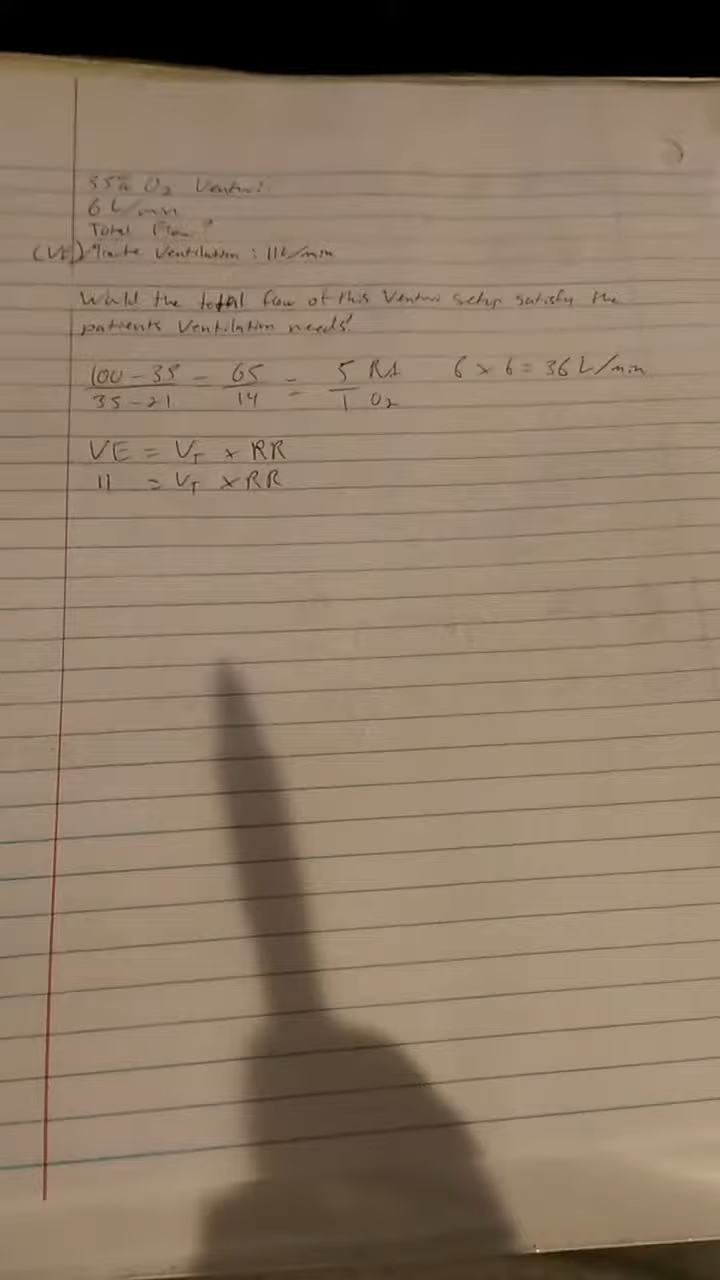 35% O2 Venturi
6 L/min
Total Flow?
(VE) Minute Ventilation : 11L/min
Would the total flow of this Venturi setup satisfy the
patients ventilation needs?
100 - 35 = 65 = 5 RA 6 x 6 = 36 L/min
35 - 21 14 1 O2
VE = VT x RR
11 = VT x RR